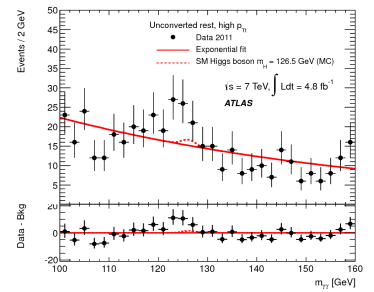 Events / 2 GeV
50
45
40
35
30
25
20
15
10
5
Unconverted rest, high p_Tt
Data 2011
Exponential fit
SM Higgs boson m_H = 126.5 GeV (MC)
√s = 7 TeV, ∫ Ldt = 4.8 fb⁻¹
ATLAS
Data - Bkg
20
0
-20
100 110 120 130 140 150 160
m_γγ [GeV]